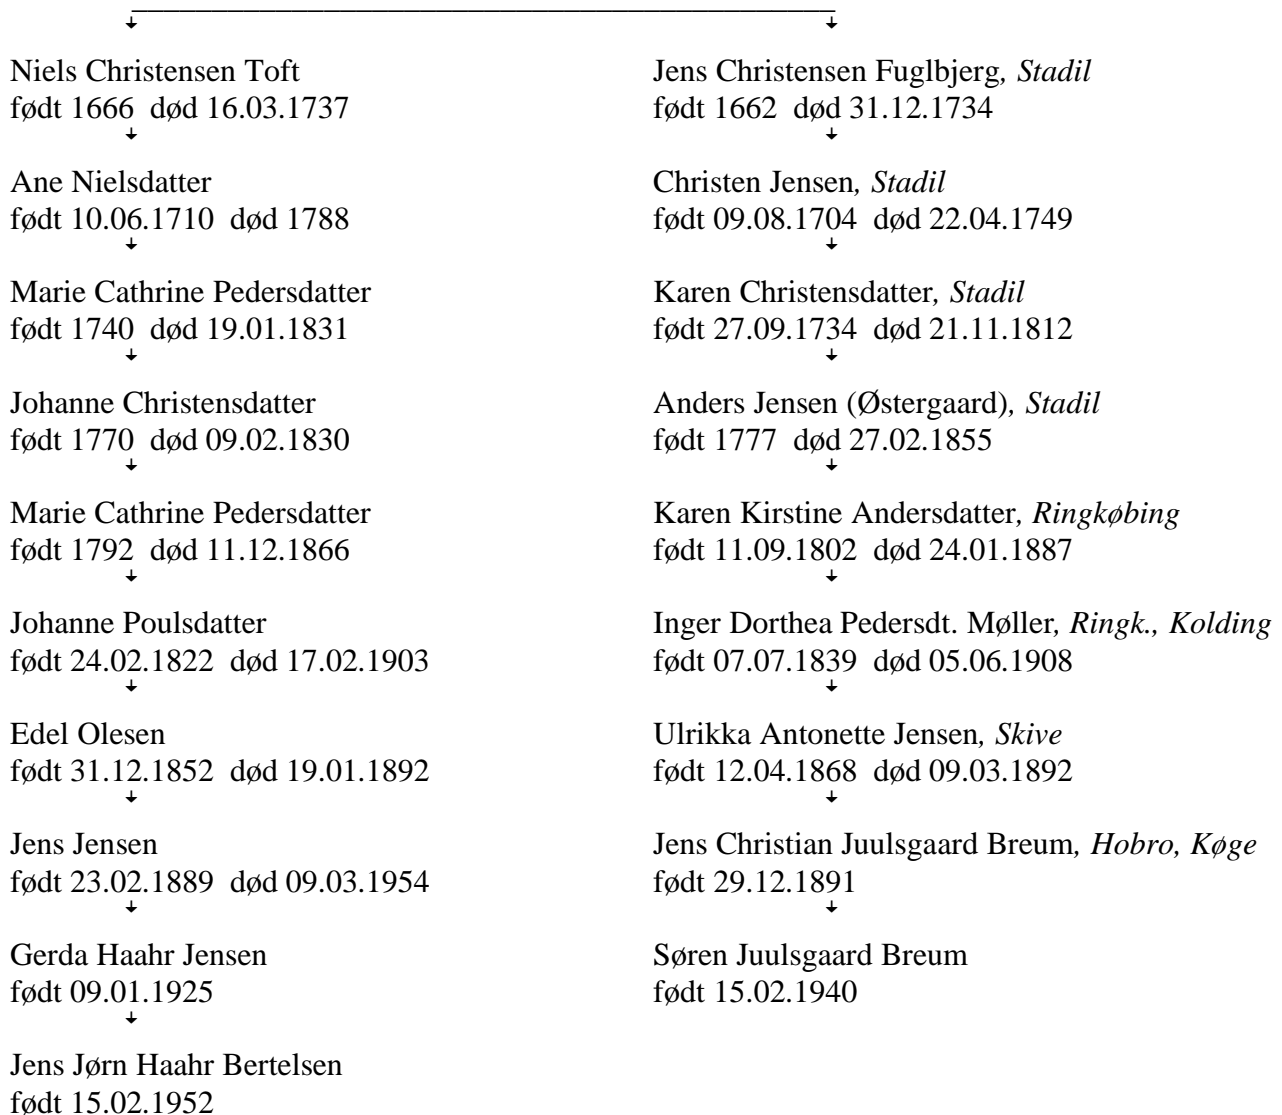 Niels Christensen Toft
født 1666 død 16.03.1737
Ane Nielsdatter
født 10.06.1710 død 1788
Marie Cathrine Pedersdatter
født 1740 død 19.01.1831
Johanne Christensdatter
født 1770 død 09.02.1830
Marie Cathrine Pedersdatter
født 1792 død 11.12.1866
Johanne Poulsdatter
født 24.02.1822 død 17.02.1903
Edel Olesen
født 31.12.1852 død 19.01.1892
Jens Jensen
født 23.02.1889 død 09.03.1954
Gerda Haahr Jensen
født 09.01.1925
Jens Jørn Haahr Bertelsen
født 15.02.1952
Jens Christensen Fuglbjerg, Stadil
født 1662 død 31.12.1734
Christen Jensen, Stadil
født 09.08.1704 død 22.04.1749
Karen Christensdatter, Stadil
født 27.09.1734 død 21.11.1812
Anders Jensen (Østergaard), Stadil
født 1777 død 27.02.1855
Karen Kirstine Andersdatter, Ringkøbing
født 11.09.1802 død 24.01.1887
Inger Dorthea Pedersdt. Møller, Ringk., Kolding
født 07.07.1839 død 05.06.1908
Ulrikka Antonette Jensen, Skive
født 12.04.1868 død 09.03.1892
Jens Christian Juulsgaard Breum, Hobro, Køge
født 29.12.1891
Søren Juulsgaard Breum
født 15.02.1940